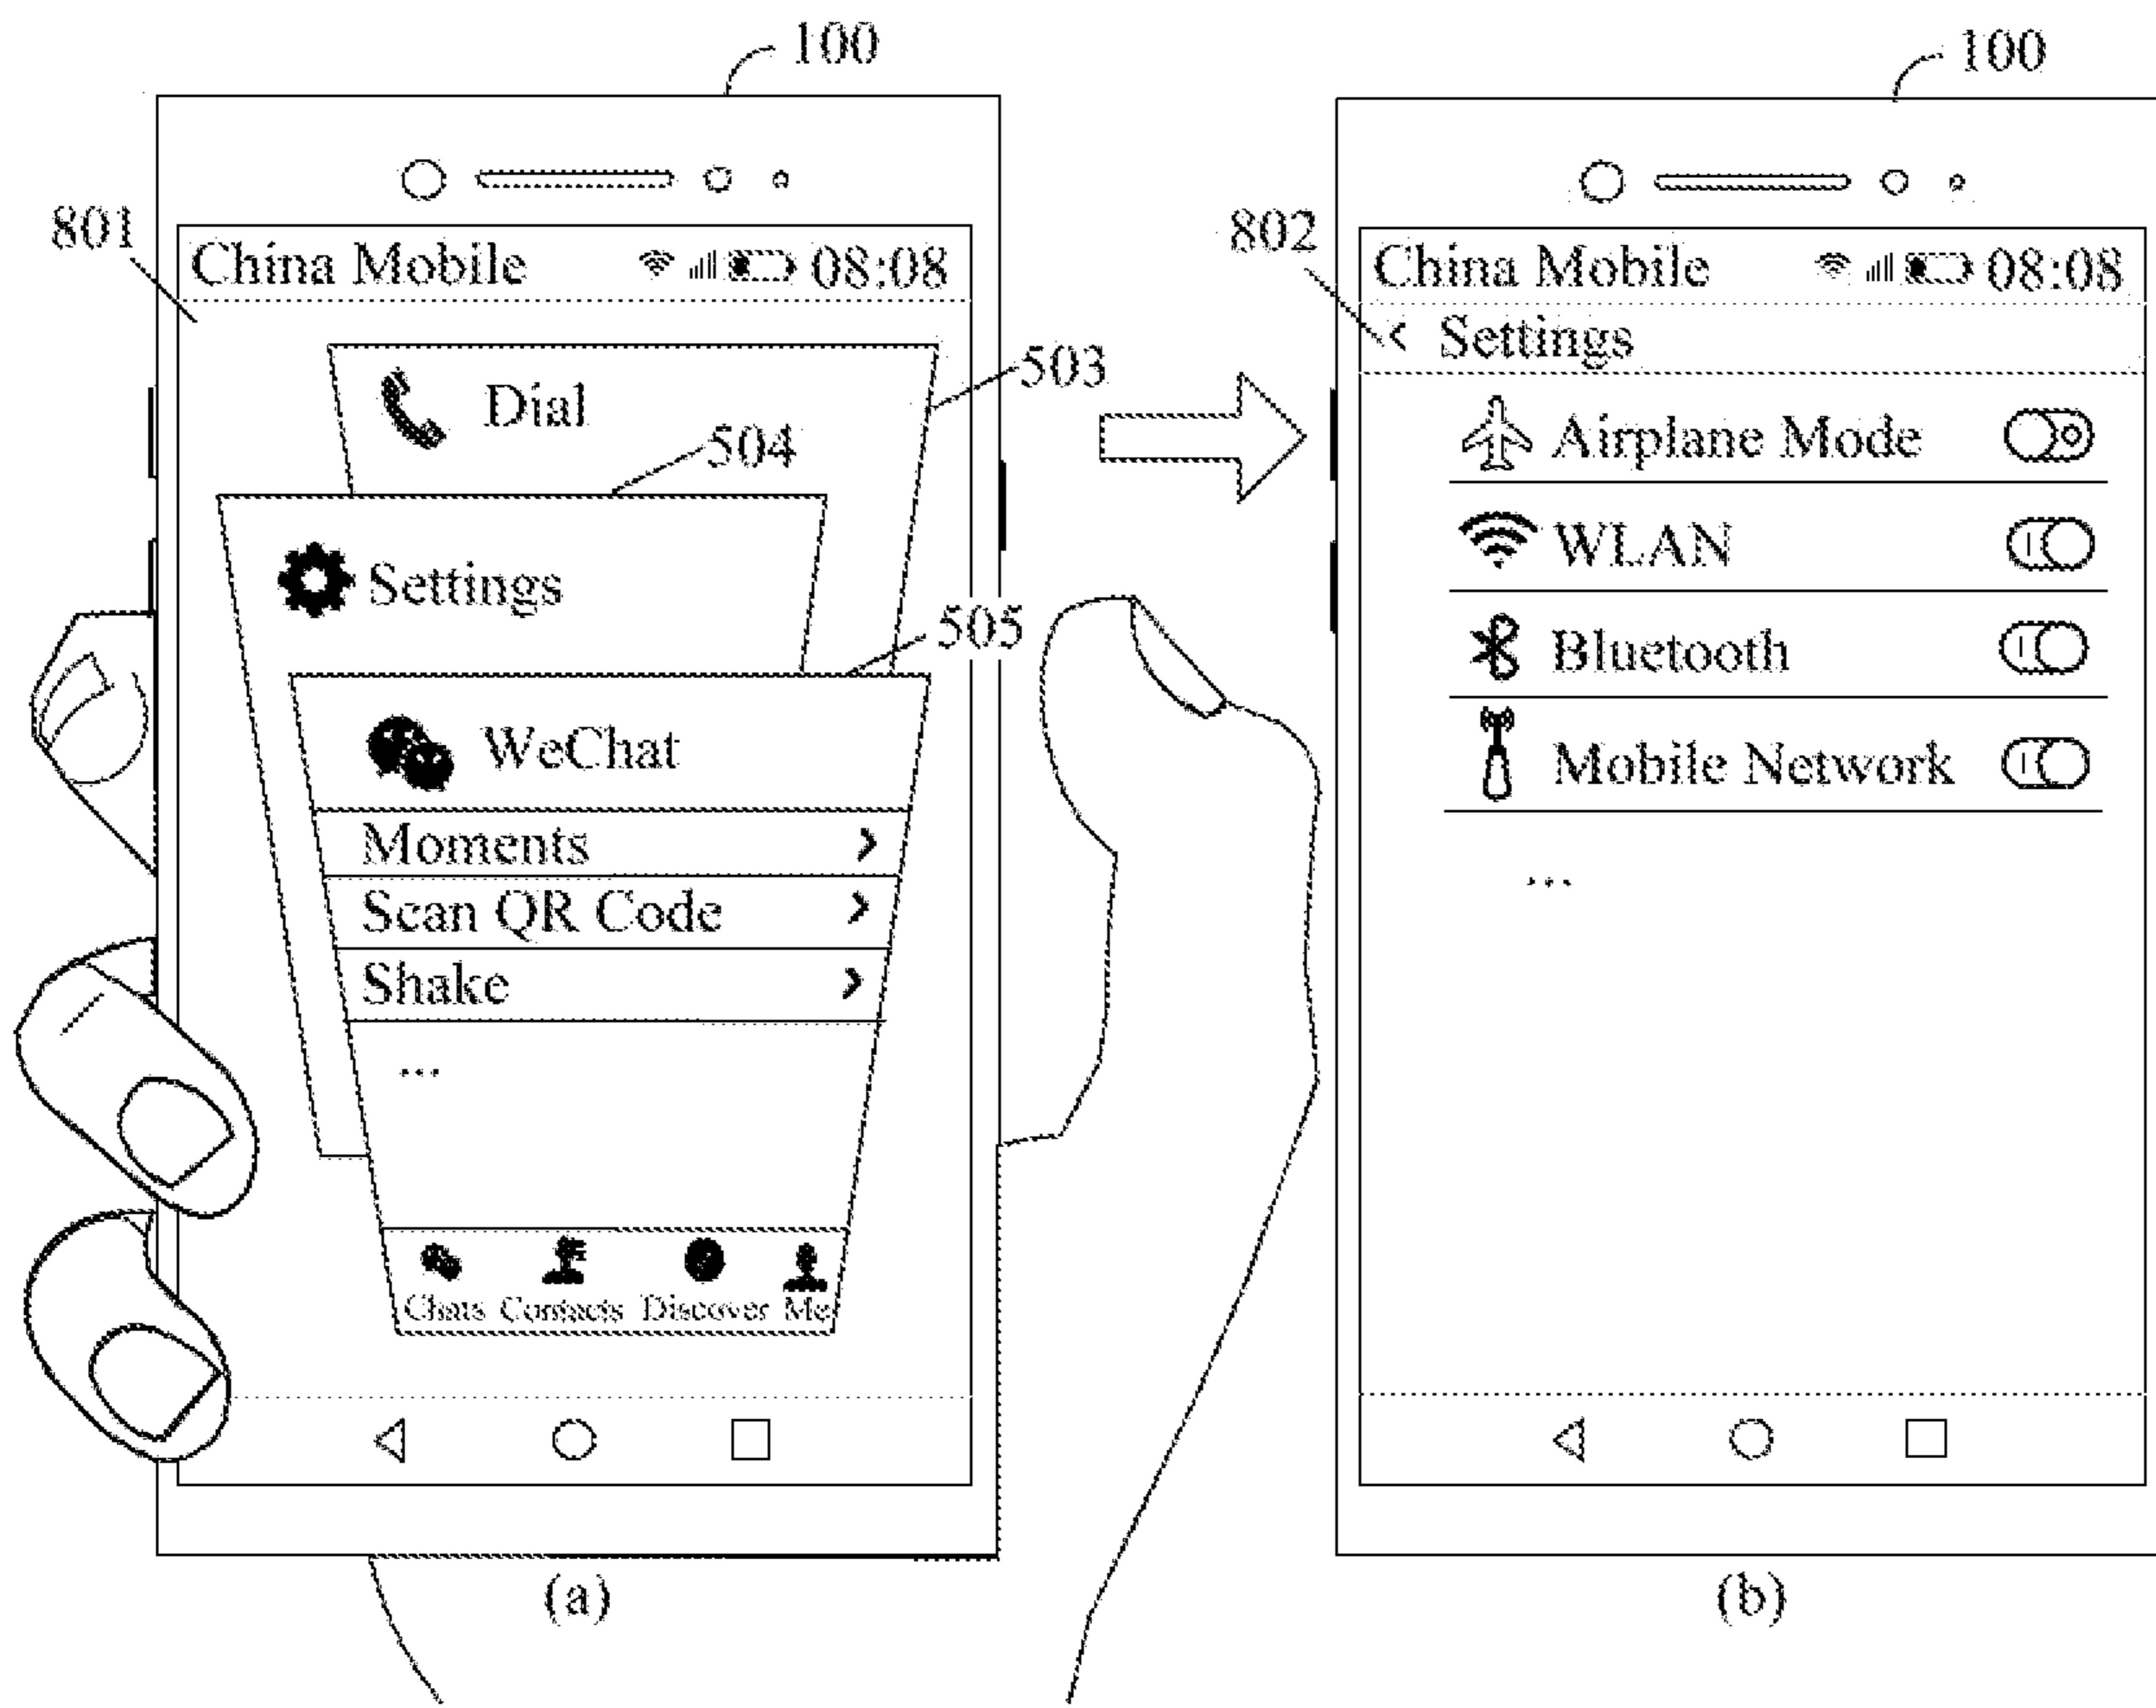 100
801
China Mobile 08:08
Dial
503
504
Settings
505
WeChat
Moments
Scan QR Code
Shake
...
Chats Contacts Discover Me
(a)
100
802
China Mobile 08:08
< Settings
Airplane Mode
WLAN
Bluetooth
Mobile Network
...
(b)